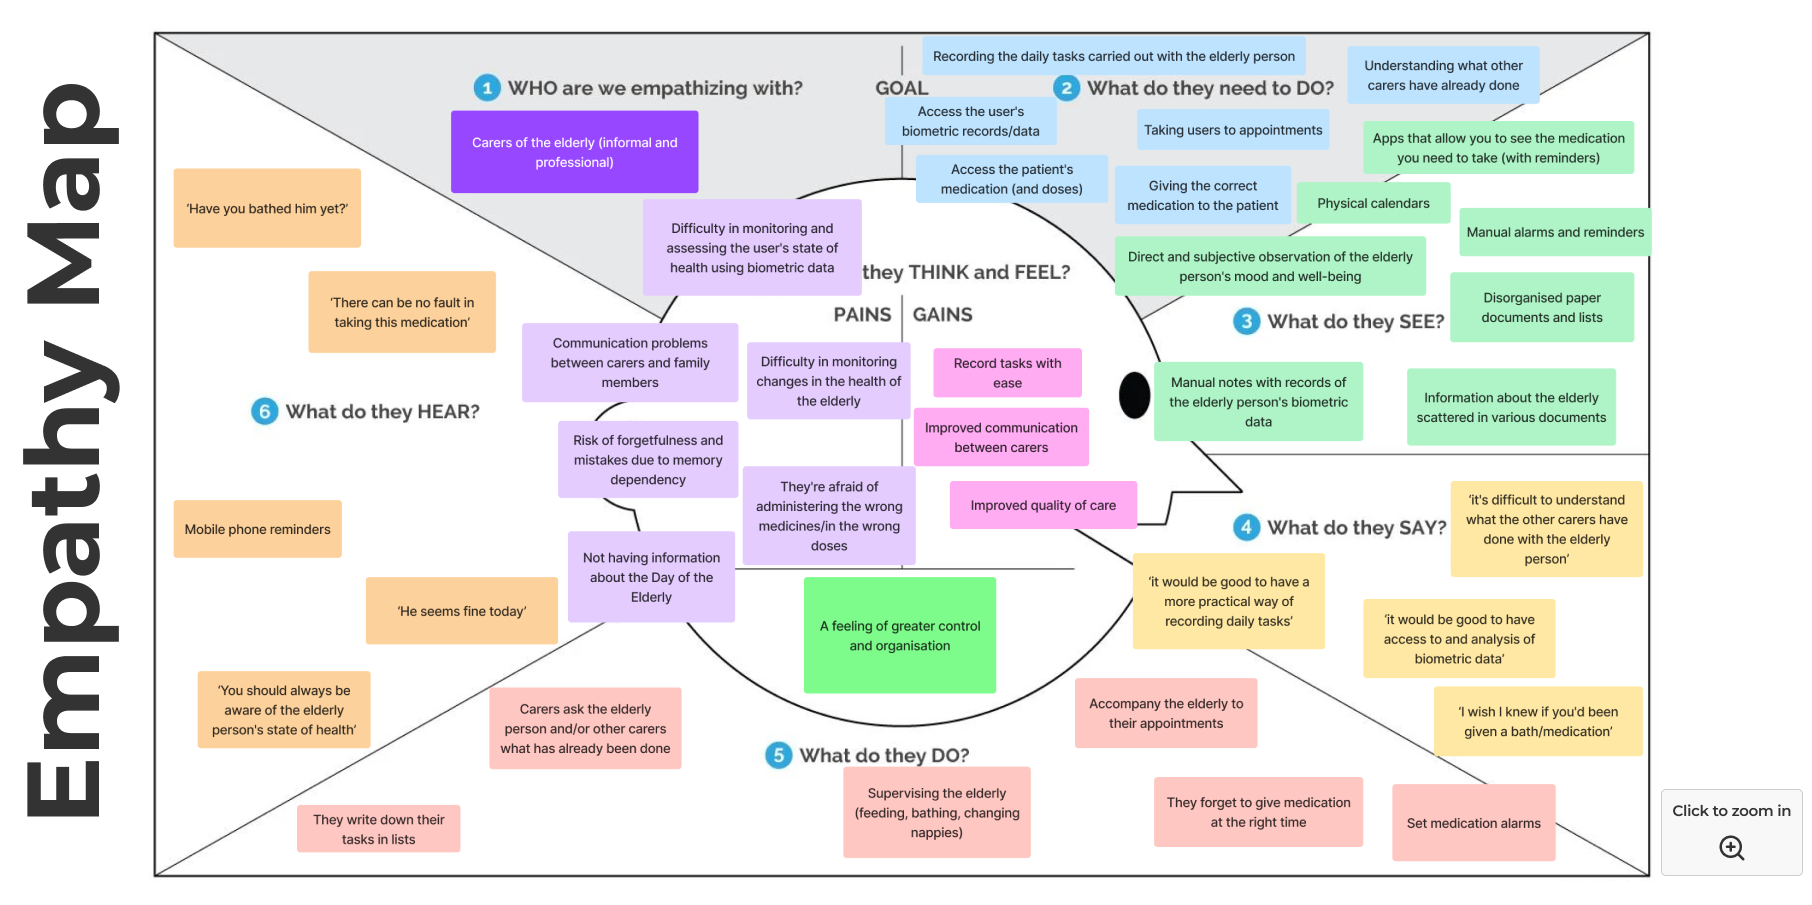 Empathy Map
1 WHO are we empathizing with?
Carers of the elderly (informal and
professional)
GOAL
Recording the daily tasks carried out with the elderly person
2 What do they need to DO?
Understanding what other
carers have already done
Access the user's
biometric records/data
Taking users to appointments
Access the patient's
medication (and doses)
Giving the correct
medication to the patient
Apps that allow you to see the medication
you need to take (with reminders)
Physical calendars
Manual alarms and reminders
Direct and subjective observation of the elderly
person's mood and well-being
Disorganised paper
documents and lists
3 What do they SEE?
Manual notes with records of
the elderly person's biometric
data
Information about the elderly
scattered in various documents
4 What do they SAY?
‘it's difficult to understand
what the other carers have
done with the elderly
person’
‘it would be good to have a
more practical way of
recording daily tasks’
‘it would be good to have
access to and analysis of
biometric data’
‘I wish I knew if you'd been
given a bath/medication’
5 What do they DO?
Carers ask the elderly
person and/or other carers
what has already been done
Accompany the elderly to
their appointments
They write down their
tasks in lists
Supervising the elderly
(feeding, bathing, changing
nappies)
They forget to give medication
at the right time
Set medication alarms
6 What do they HEAR?
‘Have you bathed him yet?’
‘There can be no fault in
taking this medication’
Mobile phone reminders
‘He seems fine today’
‘You should always be
aware of the elderly
person's state of health’
they THINK and FEEL?
PAINS
GAINS
Difficulty in monitoring and
assessing the user's state of
health using biometric data
Communication problems
between carers and family
members
Difficulty in monitoring
changes in the health of
the elderly
Risk of forgetfulness and
mistakes due to memory
dependency
They're afraid of
administering the wrong
medicines/in the wrong
doses
Not having information
about the Day of the
Elderly
Record tasks with
ease
Improved communication
between carers
Improved quality of care
A feeling of greater control
and organisation
Click to zoom in